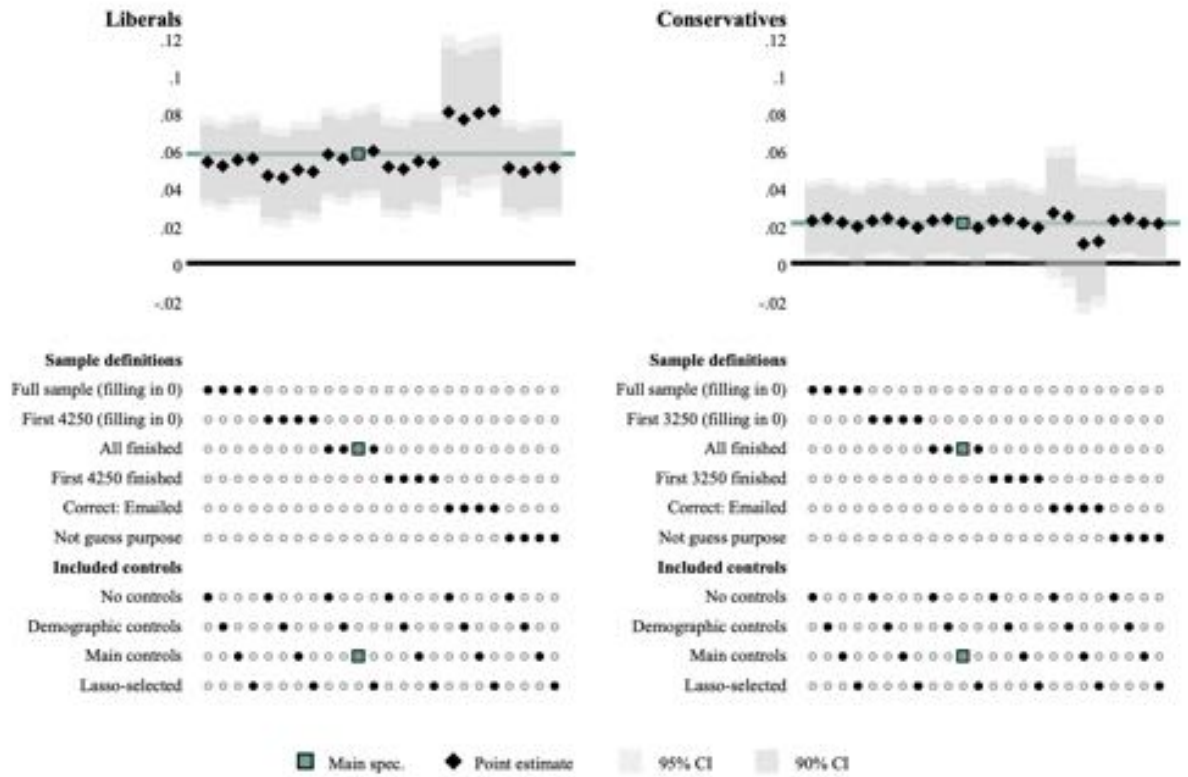 Liberals
.12
.1
.08
.06
.04
.02
0
-.02
Sample definitions
Full sample (filling in 0)
First 4250 (filling in 0)
All finished
First 4250 finished
Correct: Emailed
Not guess purpose
Included controls
No controls
Demographic controls
Main controls
Lasso-selected
Conservatives
.12
.1
.08
.06
.04
.02
0
-.02
Sample definitions
Full sample (filling in 0)
First 3250 (filling in 0)
All finished
First 3250 finished
Correct: Emailed
Not guess purpose
Included controls
No controls
Demographic controls
Main controls
Lasso-selected
Main spec.
Point estimate
95% CI
90% CI